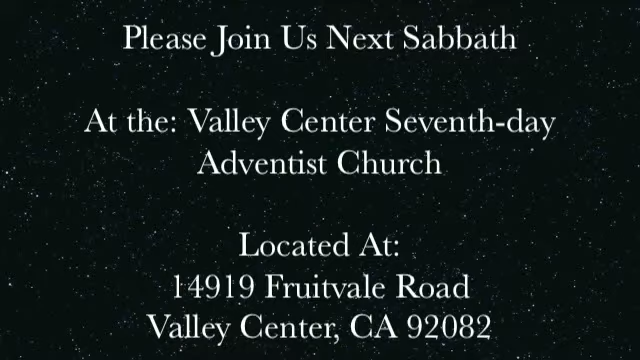 Please Join Us Next Sabbath
At the: Valley Center Seventh-day
Adventist Church
Located At:
14919 Fruitvale Road
Valley Center, CA 92082